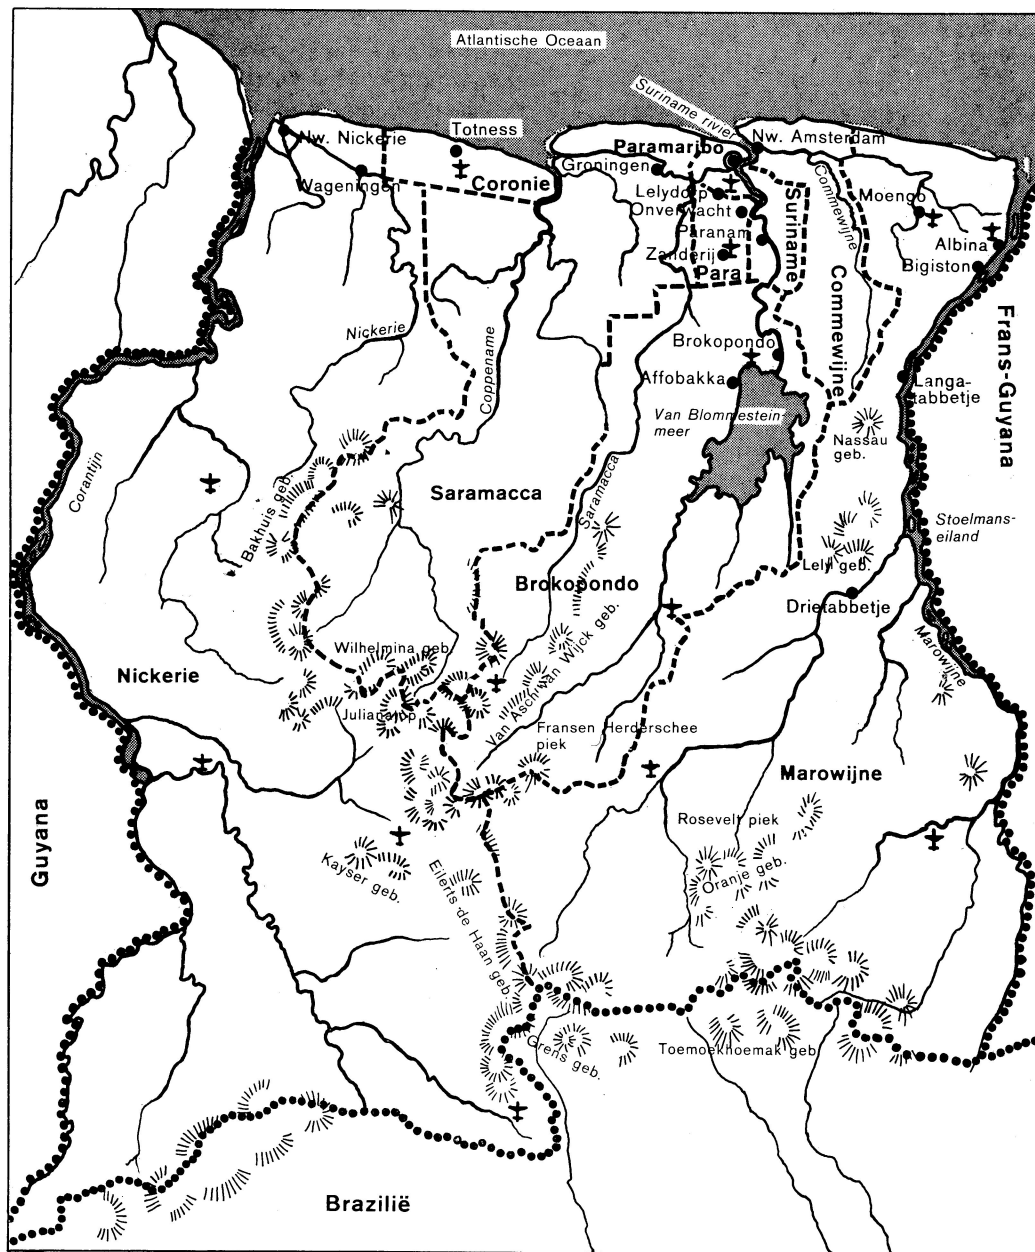 Atlantische Oceaan
Suriname rivier
Nw. Nickerie
Totness
Paramaribo
Nw. Amsterdam
Wageningen
Coronie
Groningen
Lelydorp
Onverwacht
Paranam
Zanderij
Para
Suriname
Commewijne
Commewijne
Moengo
Albina
Bigiston
Frans-Guyana
Nickerie
Coppename
Brokopondo
Affobakka
Van Blommestein-
meer
Langa-
tabbetje
Nassau
geb.
Corantijn
Bakhuis geb.
Saramacca
Saramacca
Stoelmans-
eiland
Lely geb.
Brokopondo
Drietabbetje
Marowijne
Wilhelmina geb.
Nickerie
Julianatop
Van Asch van Wijck geb.
Fransen Herderschee
piek
Marowijne
Guyana
Rosevelt piek
Kayser geb.
Eilerts de Haan geb.
Oranje geb.
Grens geb.
Toemoekhoemak geb.
Brazilië